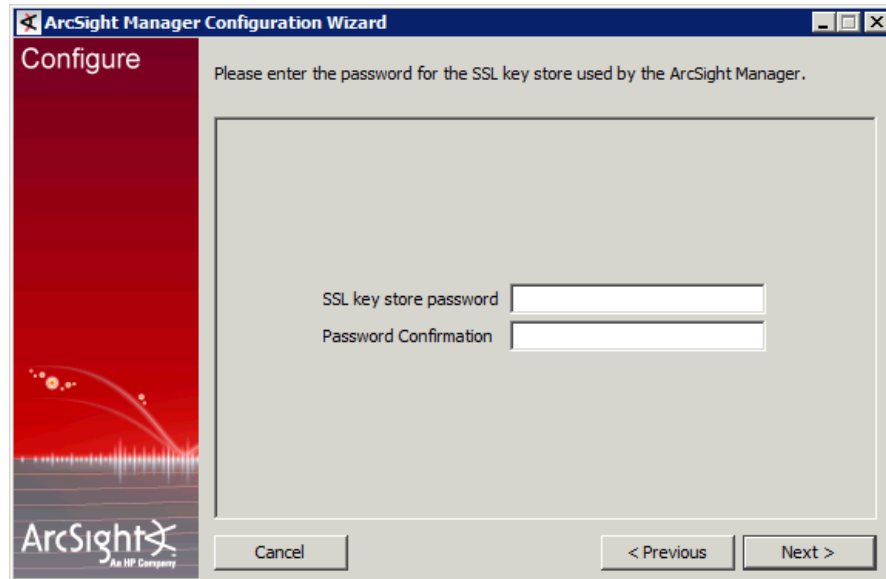 ArcSight Manager Configuration Wizard
Configure
Please enter the password for the SSL key store used by the ArcSight Manager.
SSL key store password
Password Confirmation
ArcSight
An HP Company
Cancel
< Previous
Next >